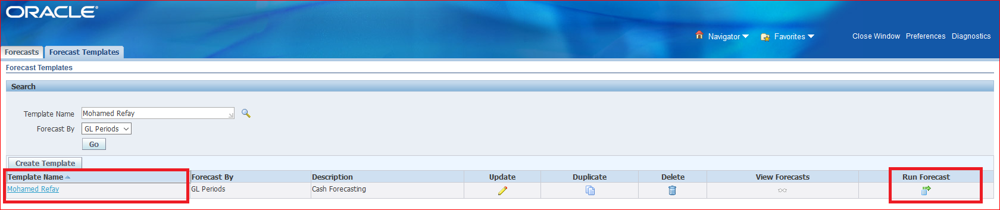 ORACLE
Navigator Favorites Close Window Preferences Diagnostics
Forecasts Forecast Templates
Forecast Templates
Search
Template Name Mohamed Refay
Forecast By GL Periods
Go
Create Template
Template Name Forecast By Description Update Duplicate Delete View Forecasts Run Forecast
Mohamed Refay GL Periods Cash Forecasting